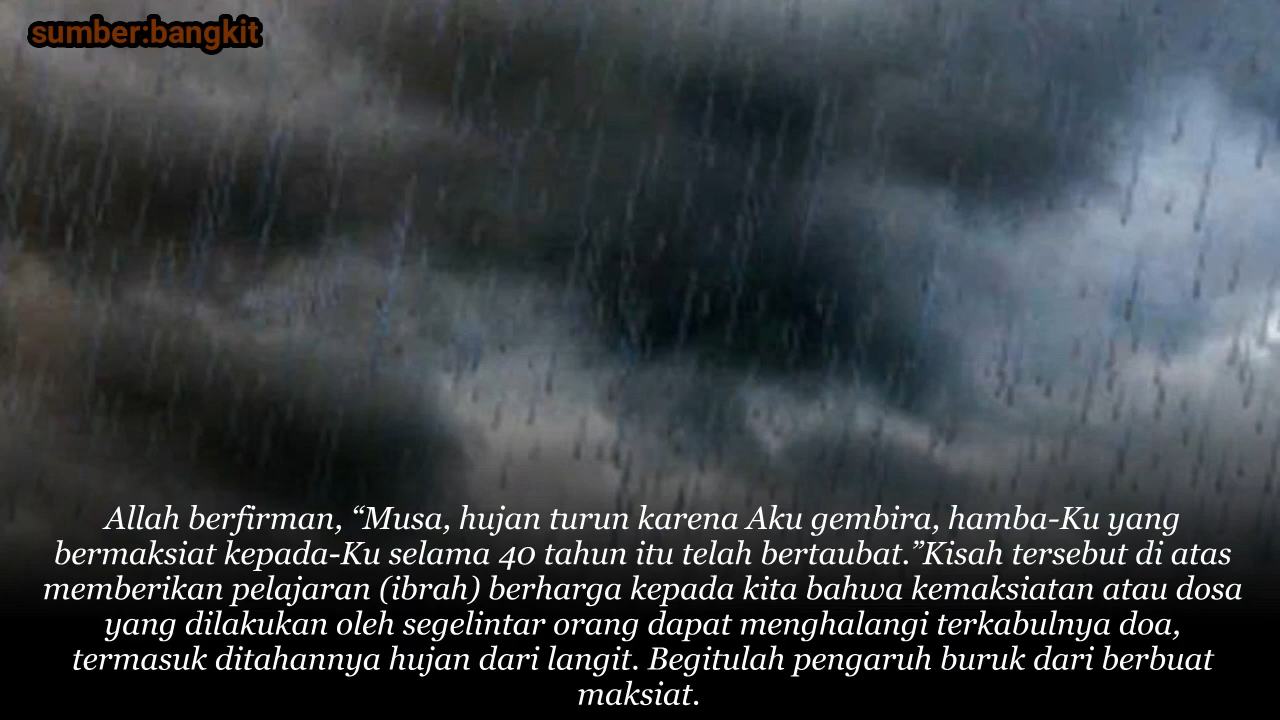 sumber:bangkit
Allah berfirman, “Musa, hujan turun karena Aku gembira, hamba-Ku yang
bermaksiat kepada-Ku selama 40 tahun itu telah bertaubat.”Kisah tersebut di atas
memberikan pelajaran (ibrah) berharga kepada kita bahwa kemaksiatan atau dosa
yang dilakukan oleh segelintar orang dapat menghalangi terkabulnya doa,
termasuk ditahannya hujan dari langit. Begitulah pengaruh buruk dari berbuat
maksiat.